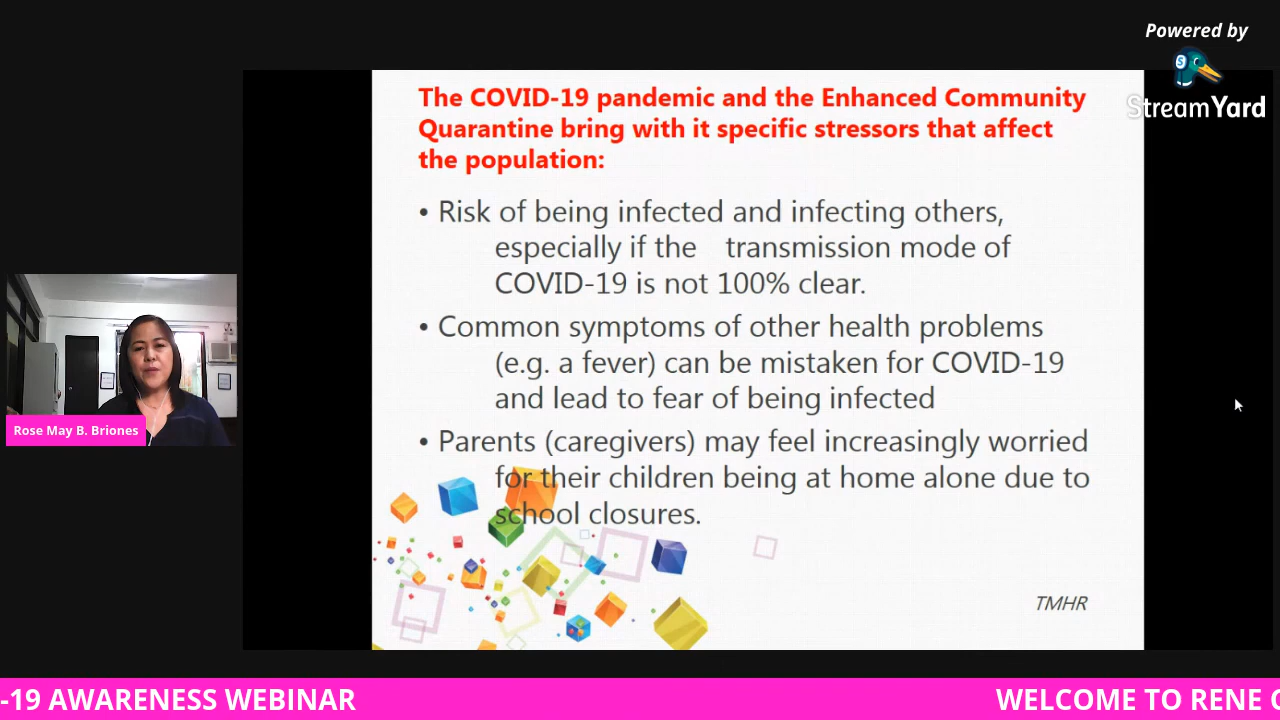 Powered by
StreamYard
The COVID-19 pandemic and the Enhanced Community
Quarantine bring with it specific stressors that affect
the population:
• Risk of being infected and infecting others,
especially if the transmission mode of
COVID-19 is not 100% clear.
• Common symptoms of other health problems
(e.g. a fever) can be mistaken for COVID-19
and lead to fear of being infected
• Parents (caregivers) may feel increasingly worried
for their children being at home alone due to
school closures.
TMHR
Rose May B. Briones
-19 AWARENESS WEBINAR
WELCOME TO RENE